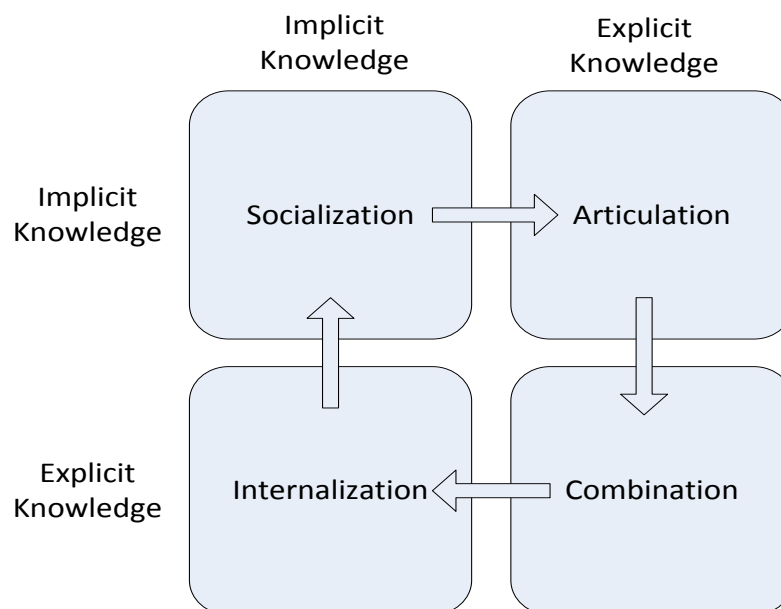 Implicit
Knowledge
Explicit
Knowledge
Implicit
Knowledge
Socialization
Articulation
Explicit
Knowledge
Internalization
Combination